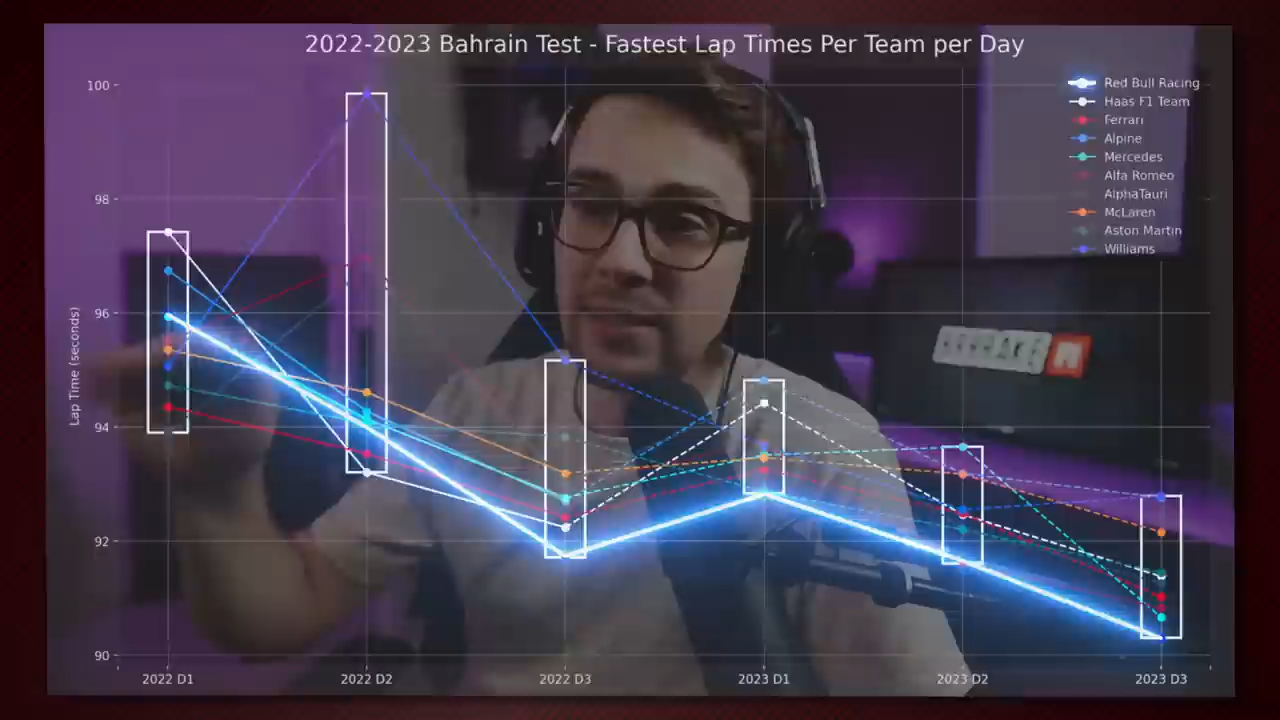 2022-2023 Bahrain Test - Fastest Lap Times Per Team per Day
Red Bull Racing
Haas F1 Team
Ferrari
Alpine
Mercedes
Alfa Romeo
AlphaTauri
McLaren
Aston Martin
Williams
Lap Time (seconds)
100
98
96
94
92
90
2022 D1
2022 D2
2022 D3
2023 D1
2023 D2
2023 D3